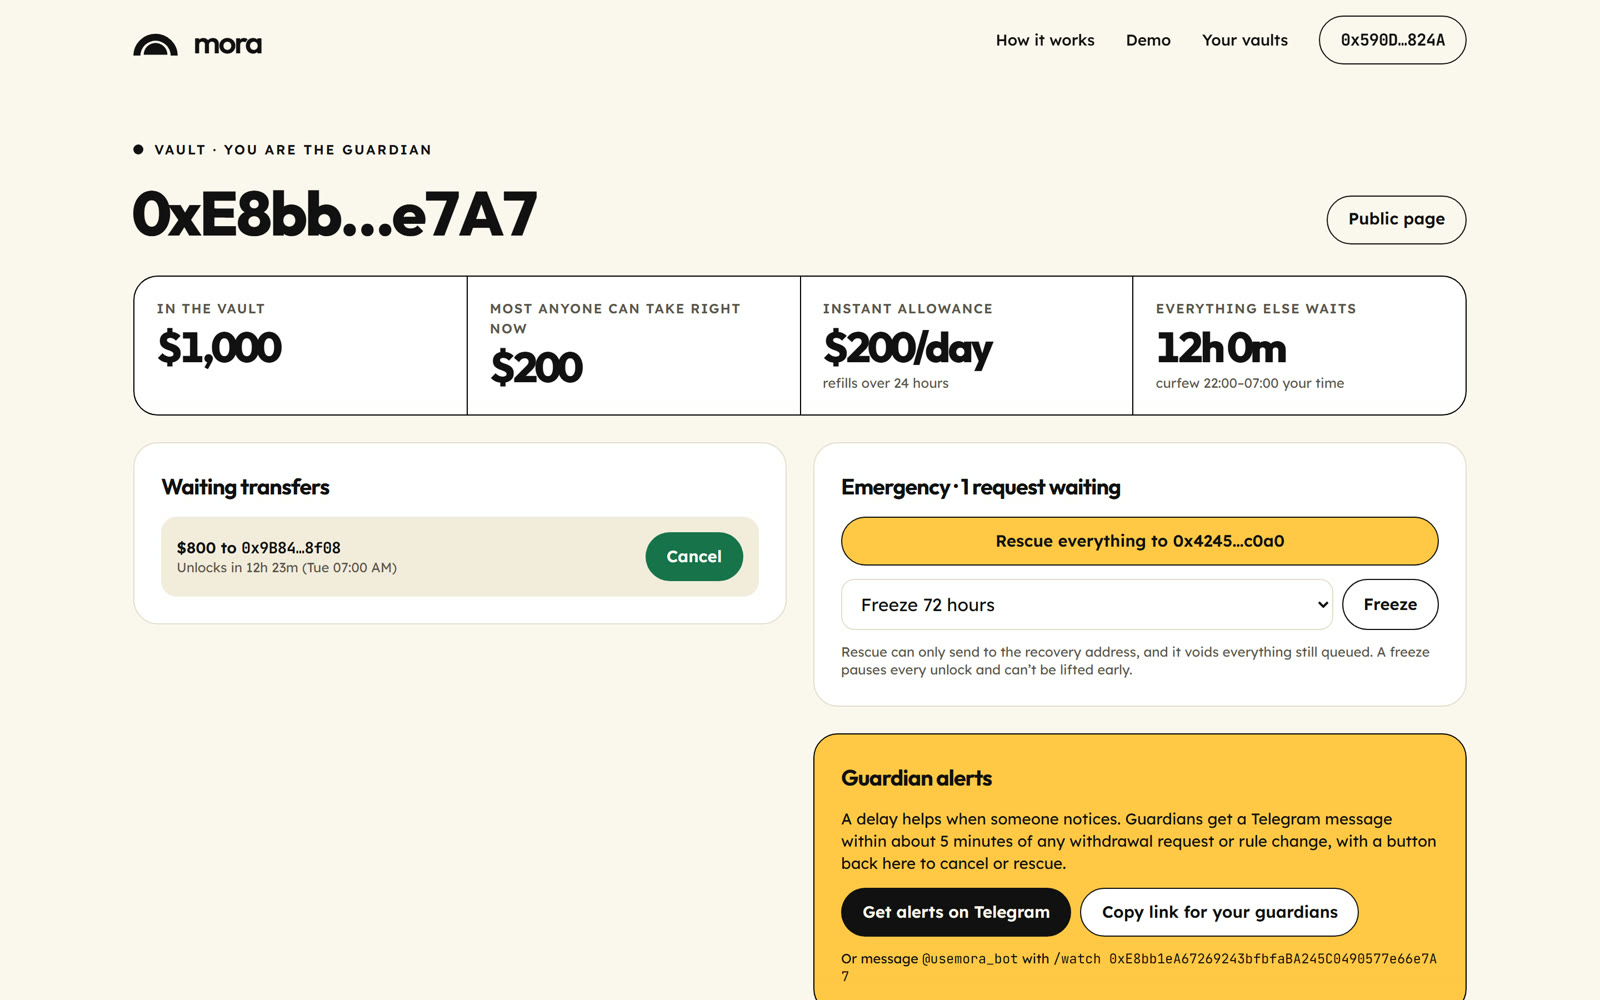 mora
How it works
Demo
Your vaults
0x590D…824A
VAULT · YOU ARE THE GUARDIAN
0xE8bb…e7A7
Public page
IN THE VAULT
$1,000
MOST ANYONE CAN TAKE RIGHT
NOW
$200
INSTANT ALLOWANCE
$200/day
refills over 24 hours
EVERYTHING ELSE WAITS
12h 0m
curfew 22:00–07:00 your time
Waiting transfers
$800 to 0x9B84…8f08
Unlocks in 12h 23m (Tue 07:00 AM)
Cancel
Emergency · 1 request waiting
Rescue everything to 0x4245…c0a0
Freeze 72 hours
Freeze
Rescue can only send to the recovery address, and it voids everything still queued. A freeze
pauses every unlock and can’t be lifted early.
Guardian alerts
A delay helps when someone notices. Guardians get a Telegram message
within about 5 minutes of any withdrawal request or rule change, with a button
back here to cancel or rescue.
Get alerts on Telegram
Copy link for your guardians
Or message @usemora_bot with /watch 0xE8bb1eA67269243bfbfaBA245C0490577e66e7A
7